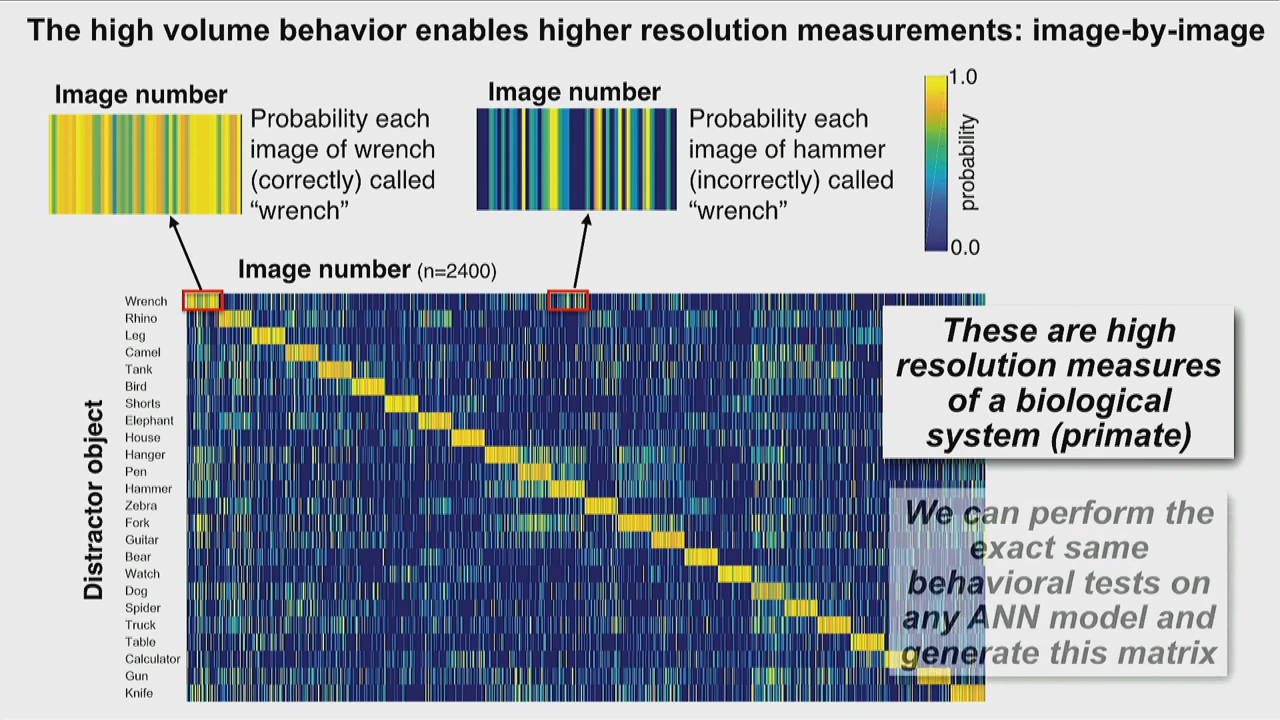 The high volume behavior enables higher resolution measurements: image-by-image
Image number
Probability each
image of wrench
(correctly) called
“wrench”
Image number
Probability each
image of hammer
(incorrectly) called
“wrench”
1.0
probability
0.0
Image number (n=2400)
Distractor object
Wrench
Rhino
Leg
Camel
Tank
Bird
Shorts
Elephant
House
Hanger
Pen
Hammer
Zebra
Fork
Guitar
Bear
Watch
Dog
Spider
Truck
Table
Calculator
Gun
Knife
These are high
resolution measures
of a biological
system (primate)
We can perform the
exact same
behavioral tests on
any ANN model and
generate this matrix